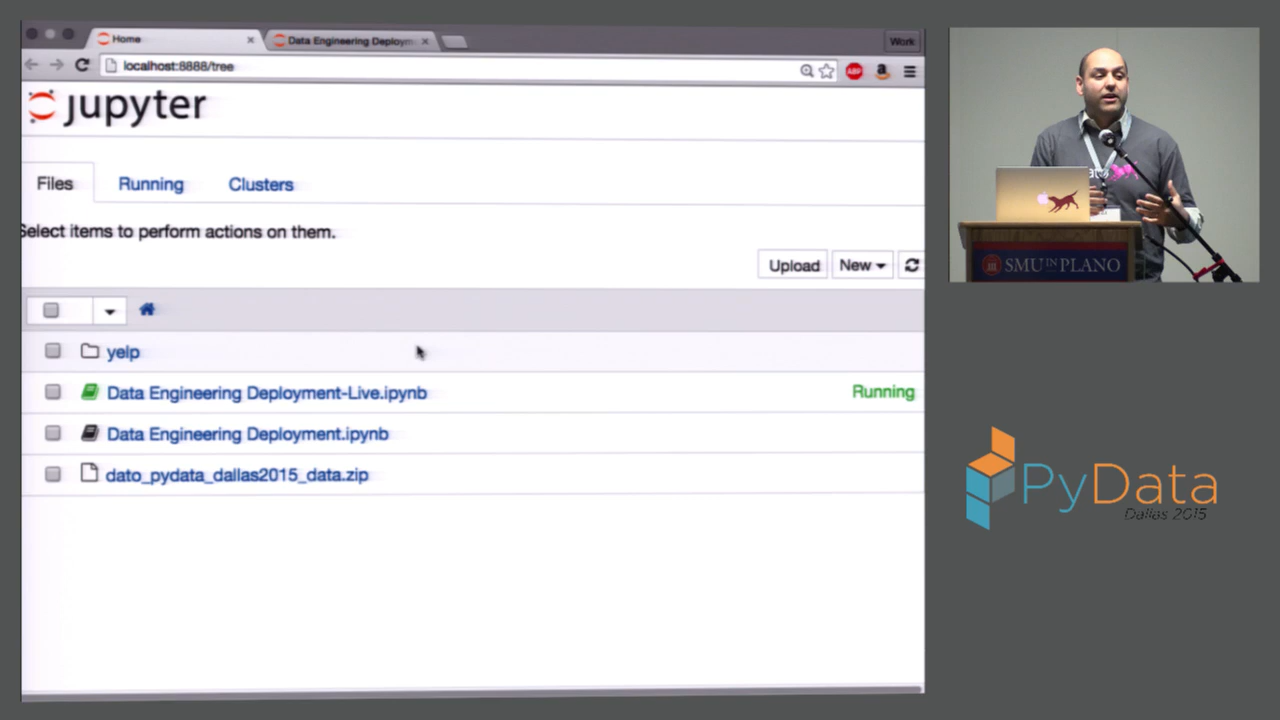 Home
Data Engineering Deploym
Work
localhost:8888/tree
ABP
a
jupyter
Files
Running
Clusters
Select items to perform actions on them.
Upload
New
yelp
Data Engineering Deployment-Live.ipynb
Running
Data Engineering Deployment.ipynb
dato_pydata_dallas2015_data.zip
SMU IN PLANO
PyData
Dallas 2015